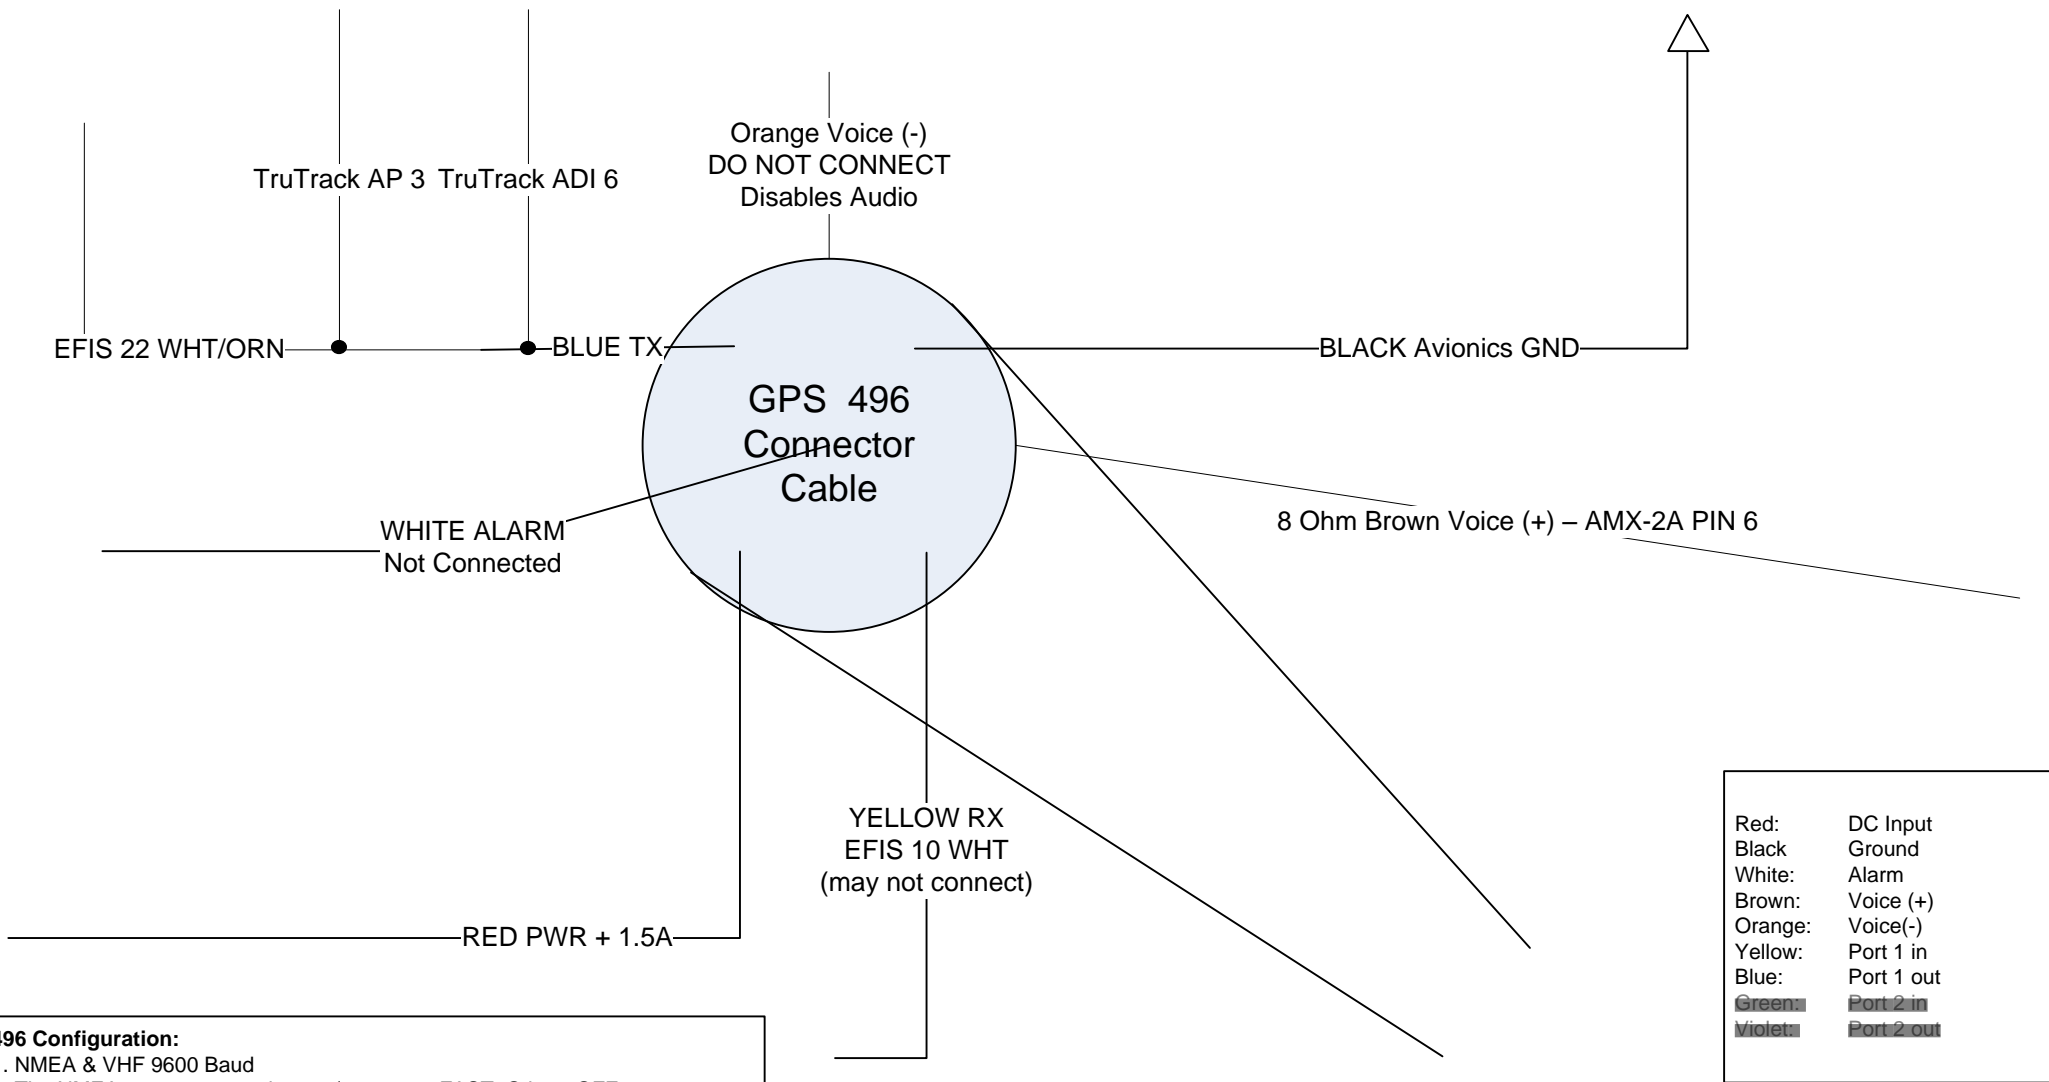 Orange Voice (-)
DO NOT CONNECT
Disables Audio
TruTrack AP 3 TruTrack ADI 6
EFIS 22 WHT/ORN
BLUE TX
BLACK Avionics GND
GPS 496
Connector
Cable
WHITE ALARM
Not Connected
8 Ohm Brown Voice (+) – AMX-2A PIN 6
YELLOW RX
EFIS 10 WHT
(may not connect)
RED PWR + 1.5A
Red: DC Input
Black Ground
White: Alarm
Brown: Voice (+)
Orange: Voice(-)
Yellow: Port 1 in
Blue: Port 1 out
Green: Port 2 in
Violet: Port 2 out
496 Configuration:
. NMEA & VHF 9600 Baud